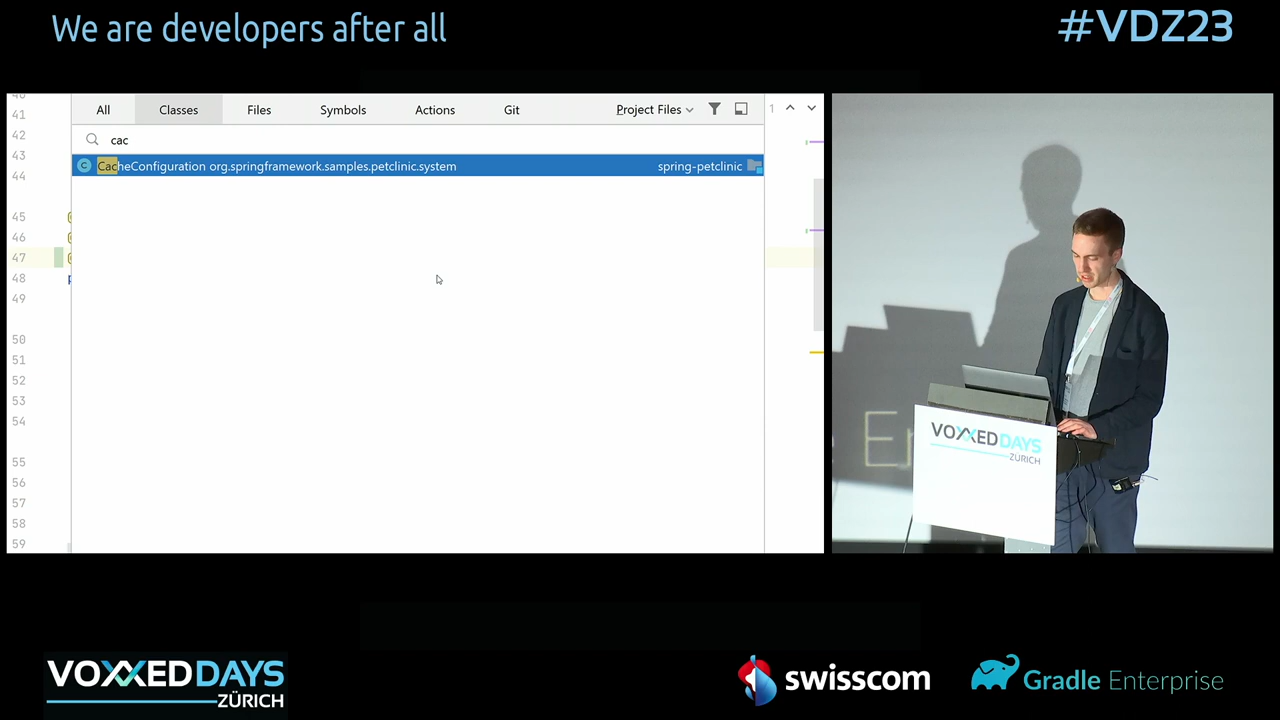 We are developers after all
#VDZ23
All Classes Files Symbols Actions Git Project Files
cac
CacheConfiguration org.springframework.samples.petclinic.system spring-petclinic
1
41
42
43
44
45
46
47
48
49
50
51
52
53
54
55
56
57
58
59
VOXXED DAYS
ZÜRICH
VOXXED DAYS
ZÜRICH
swisscom
Gradle Enterprise